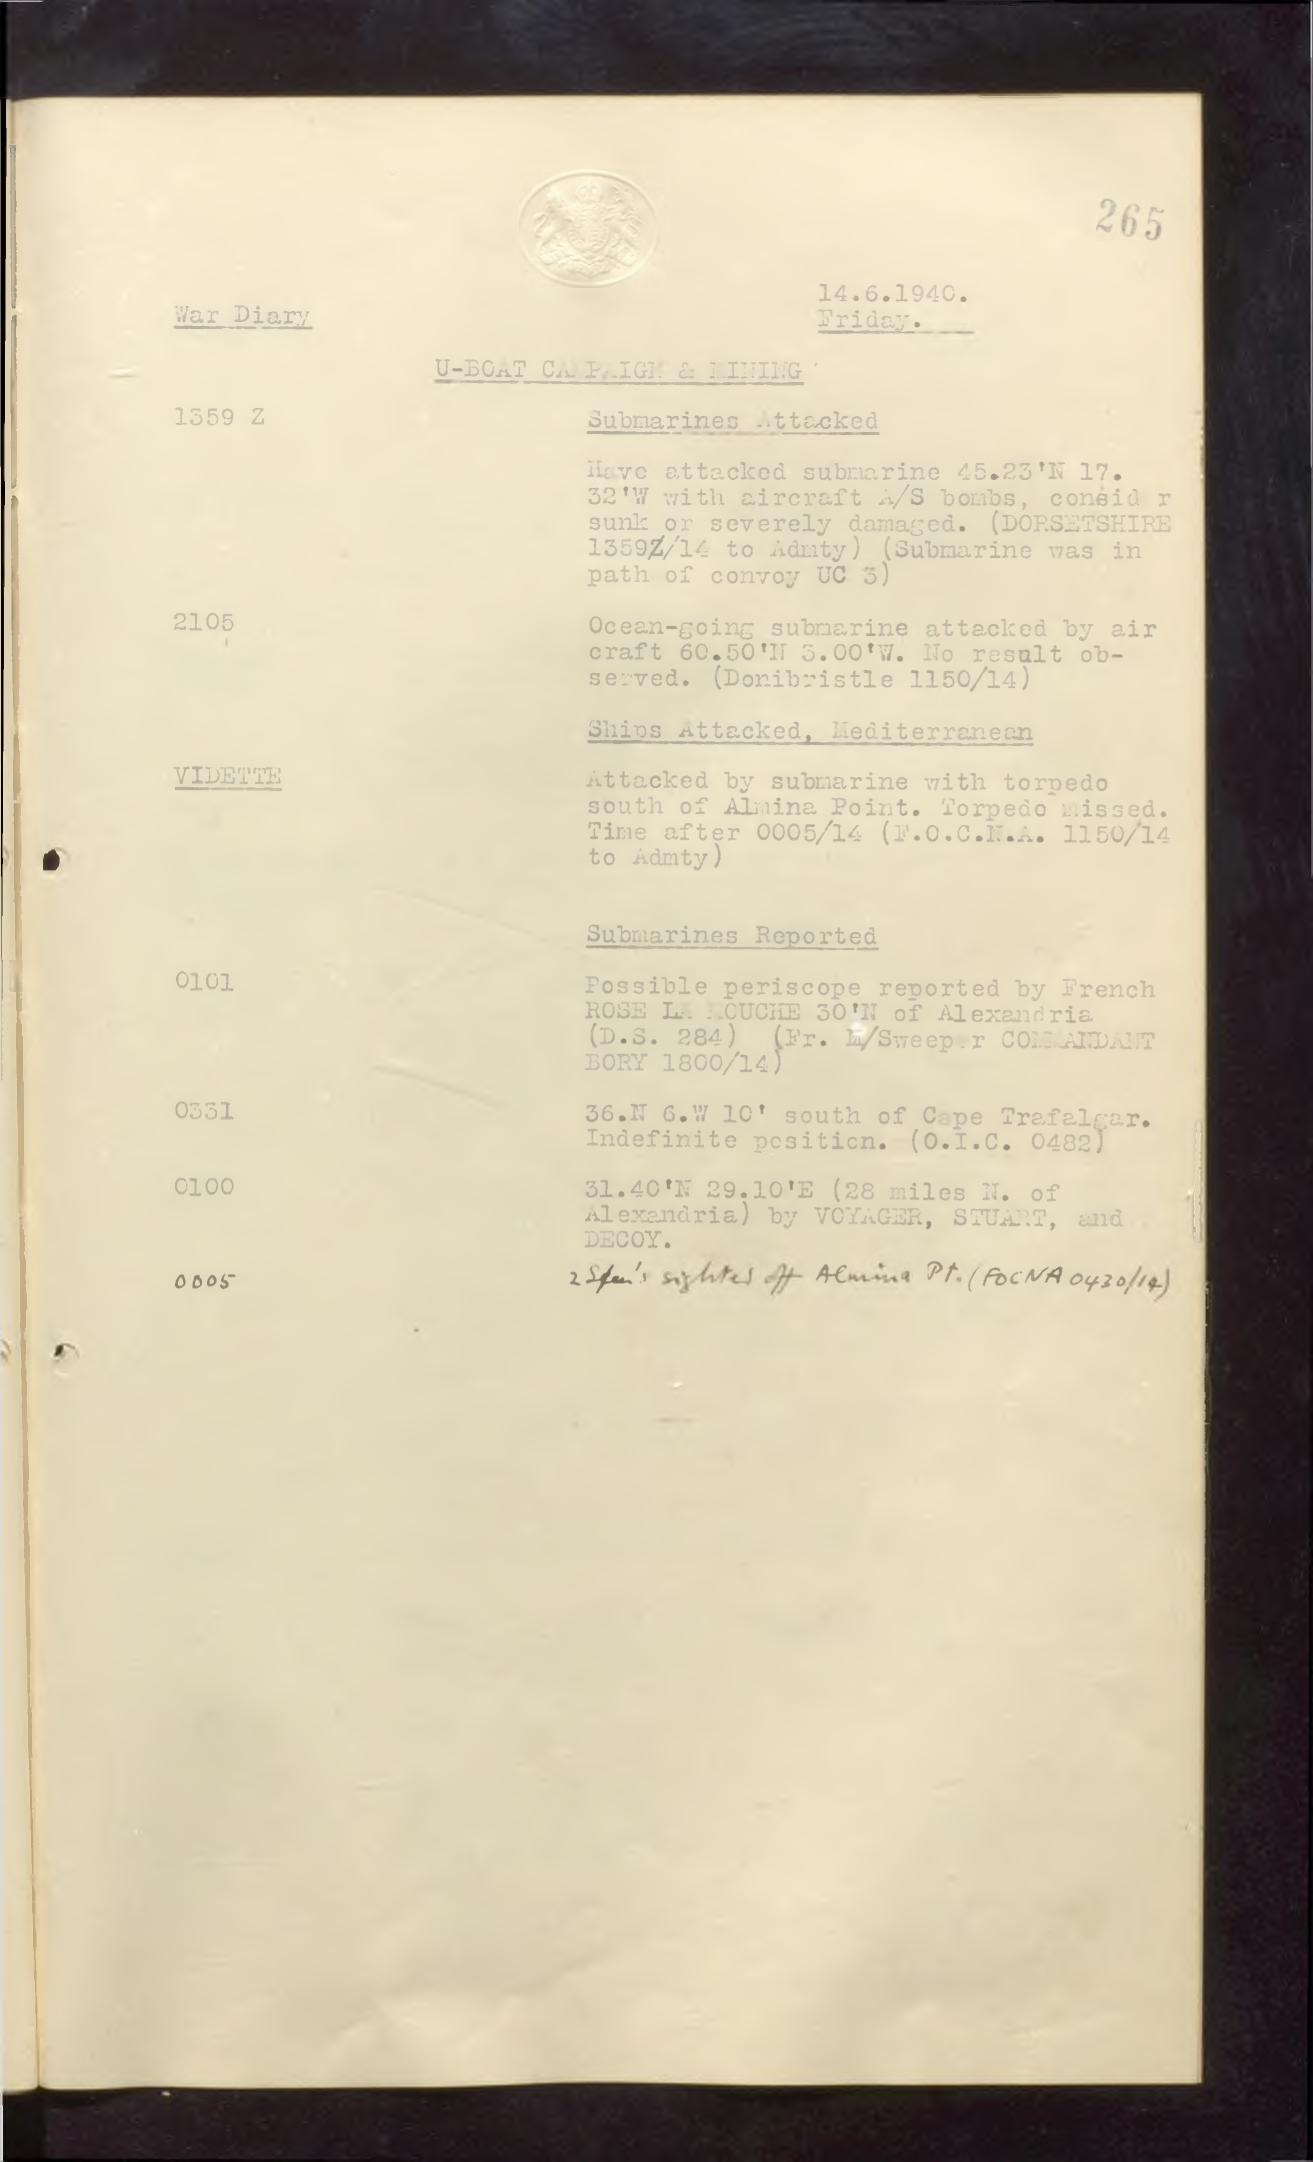 265
14.6.1940.
War Diary
Friday.
U-BOAT CAMPAIGN & MINING
1359 Z
Submarines Attacked
Have attacked submarine 45.23'N 17.
32'W with aircraft A/S bombs, consid r
sunk or severely damaged. (DORSETSHIRE
1359Z/14 to Admty) (Submarine was in
path of convoy UC 3)
2105
Ocean-going submarine attacked by air
craft 60.50'N 3.00'W. No result ob-
served. (Donibristle 1150/14)
Ships Attacked, Mediterranean
VIDETTE
Attacked by submarine with torpedo
south of Almina Point. Torpedo missed.
Time after 0005/14 (F.O.C.N.A. 1150/14
to Admty)
Submarines Reported
0101
Possible periscope reported by French
ROSE LA ROUCHE 30'N of Alexandria
(D.S. 284) (Fr. M/Sweeper COMMANDANT
BORY 1800/14)
0331
36.N 6.W 10' south of Cape Trafalgar.
Indefinite position. (O.I.C. 0482)
0100
31.40'N 29.10'E (28 miles N. of
Alexandria) by VOYAGER, STUART, and
DECOY.
0005
2 sighted off Almina Pt. (FOCNA 0430/14)